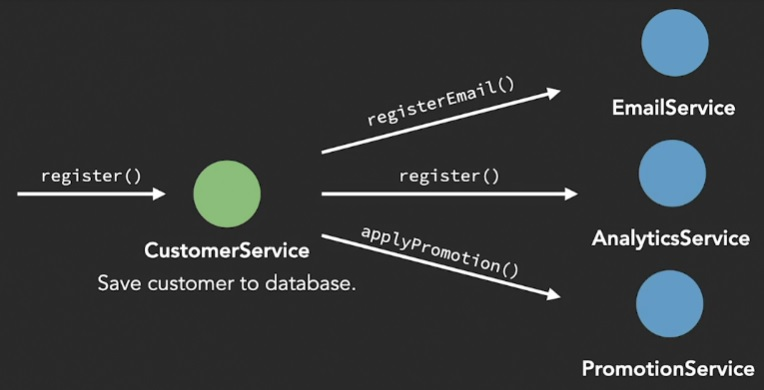 registerEmail()
EmailService
register()
register()
CustomerService
Save customer to database.
AnalyticsService
applyPromotion()
PromotionService